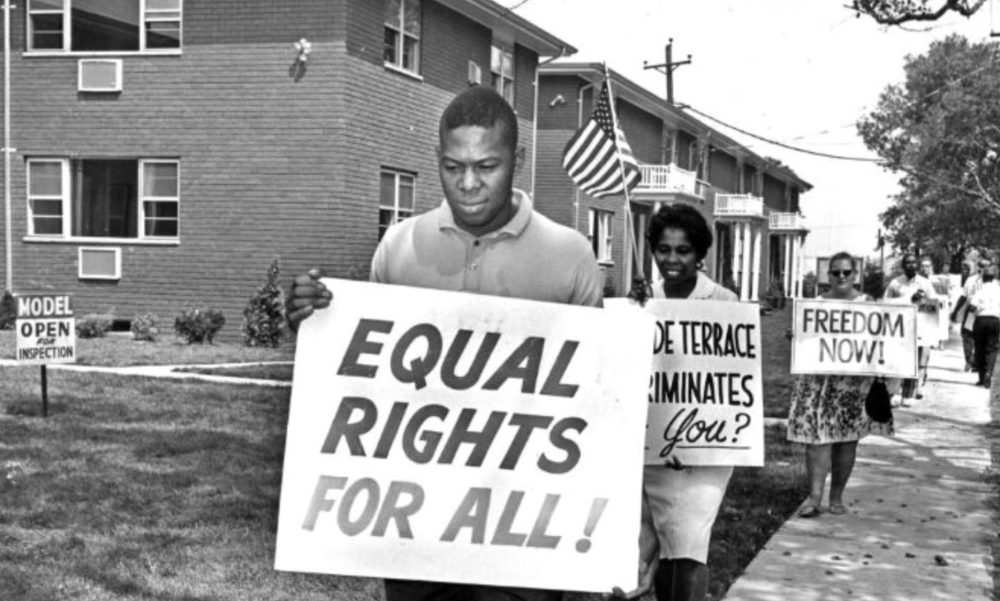 MODEL
OPEN
FOR
INSPECTION
EQUAL
RIGHTS
FOR ALL!
DE TERRACE
RIMINATES
You?
FREEDOM
NOW!